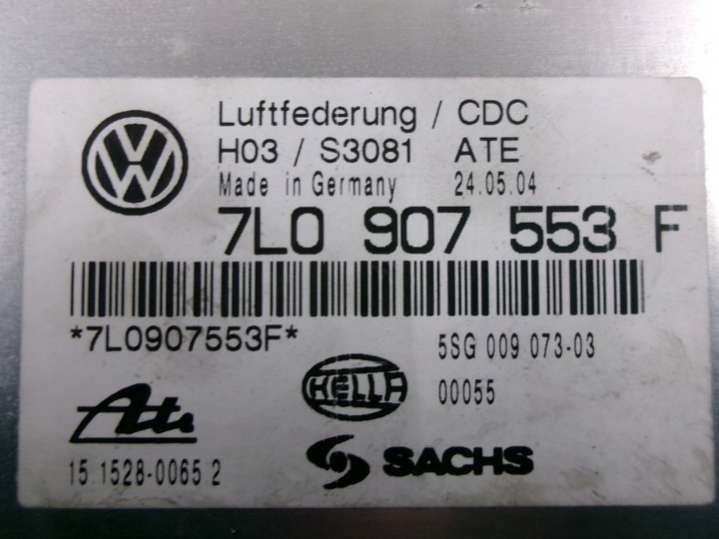 Luftfederung / CDC
H03 / S3081 ATE
Made in Germany 24.05.04
7L0 907 553 F
*7L0907553F*
5SG 009 073-03
HELLA 00055
Ate
15.1528-0065 2
SACHS